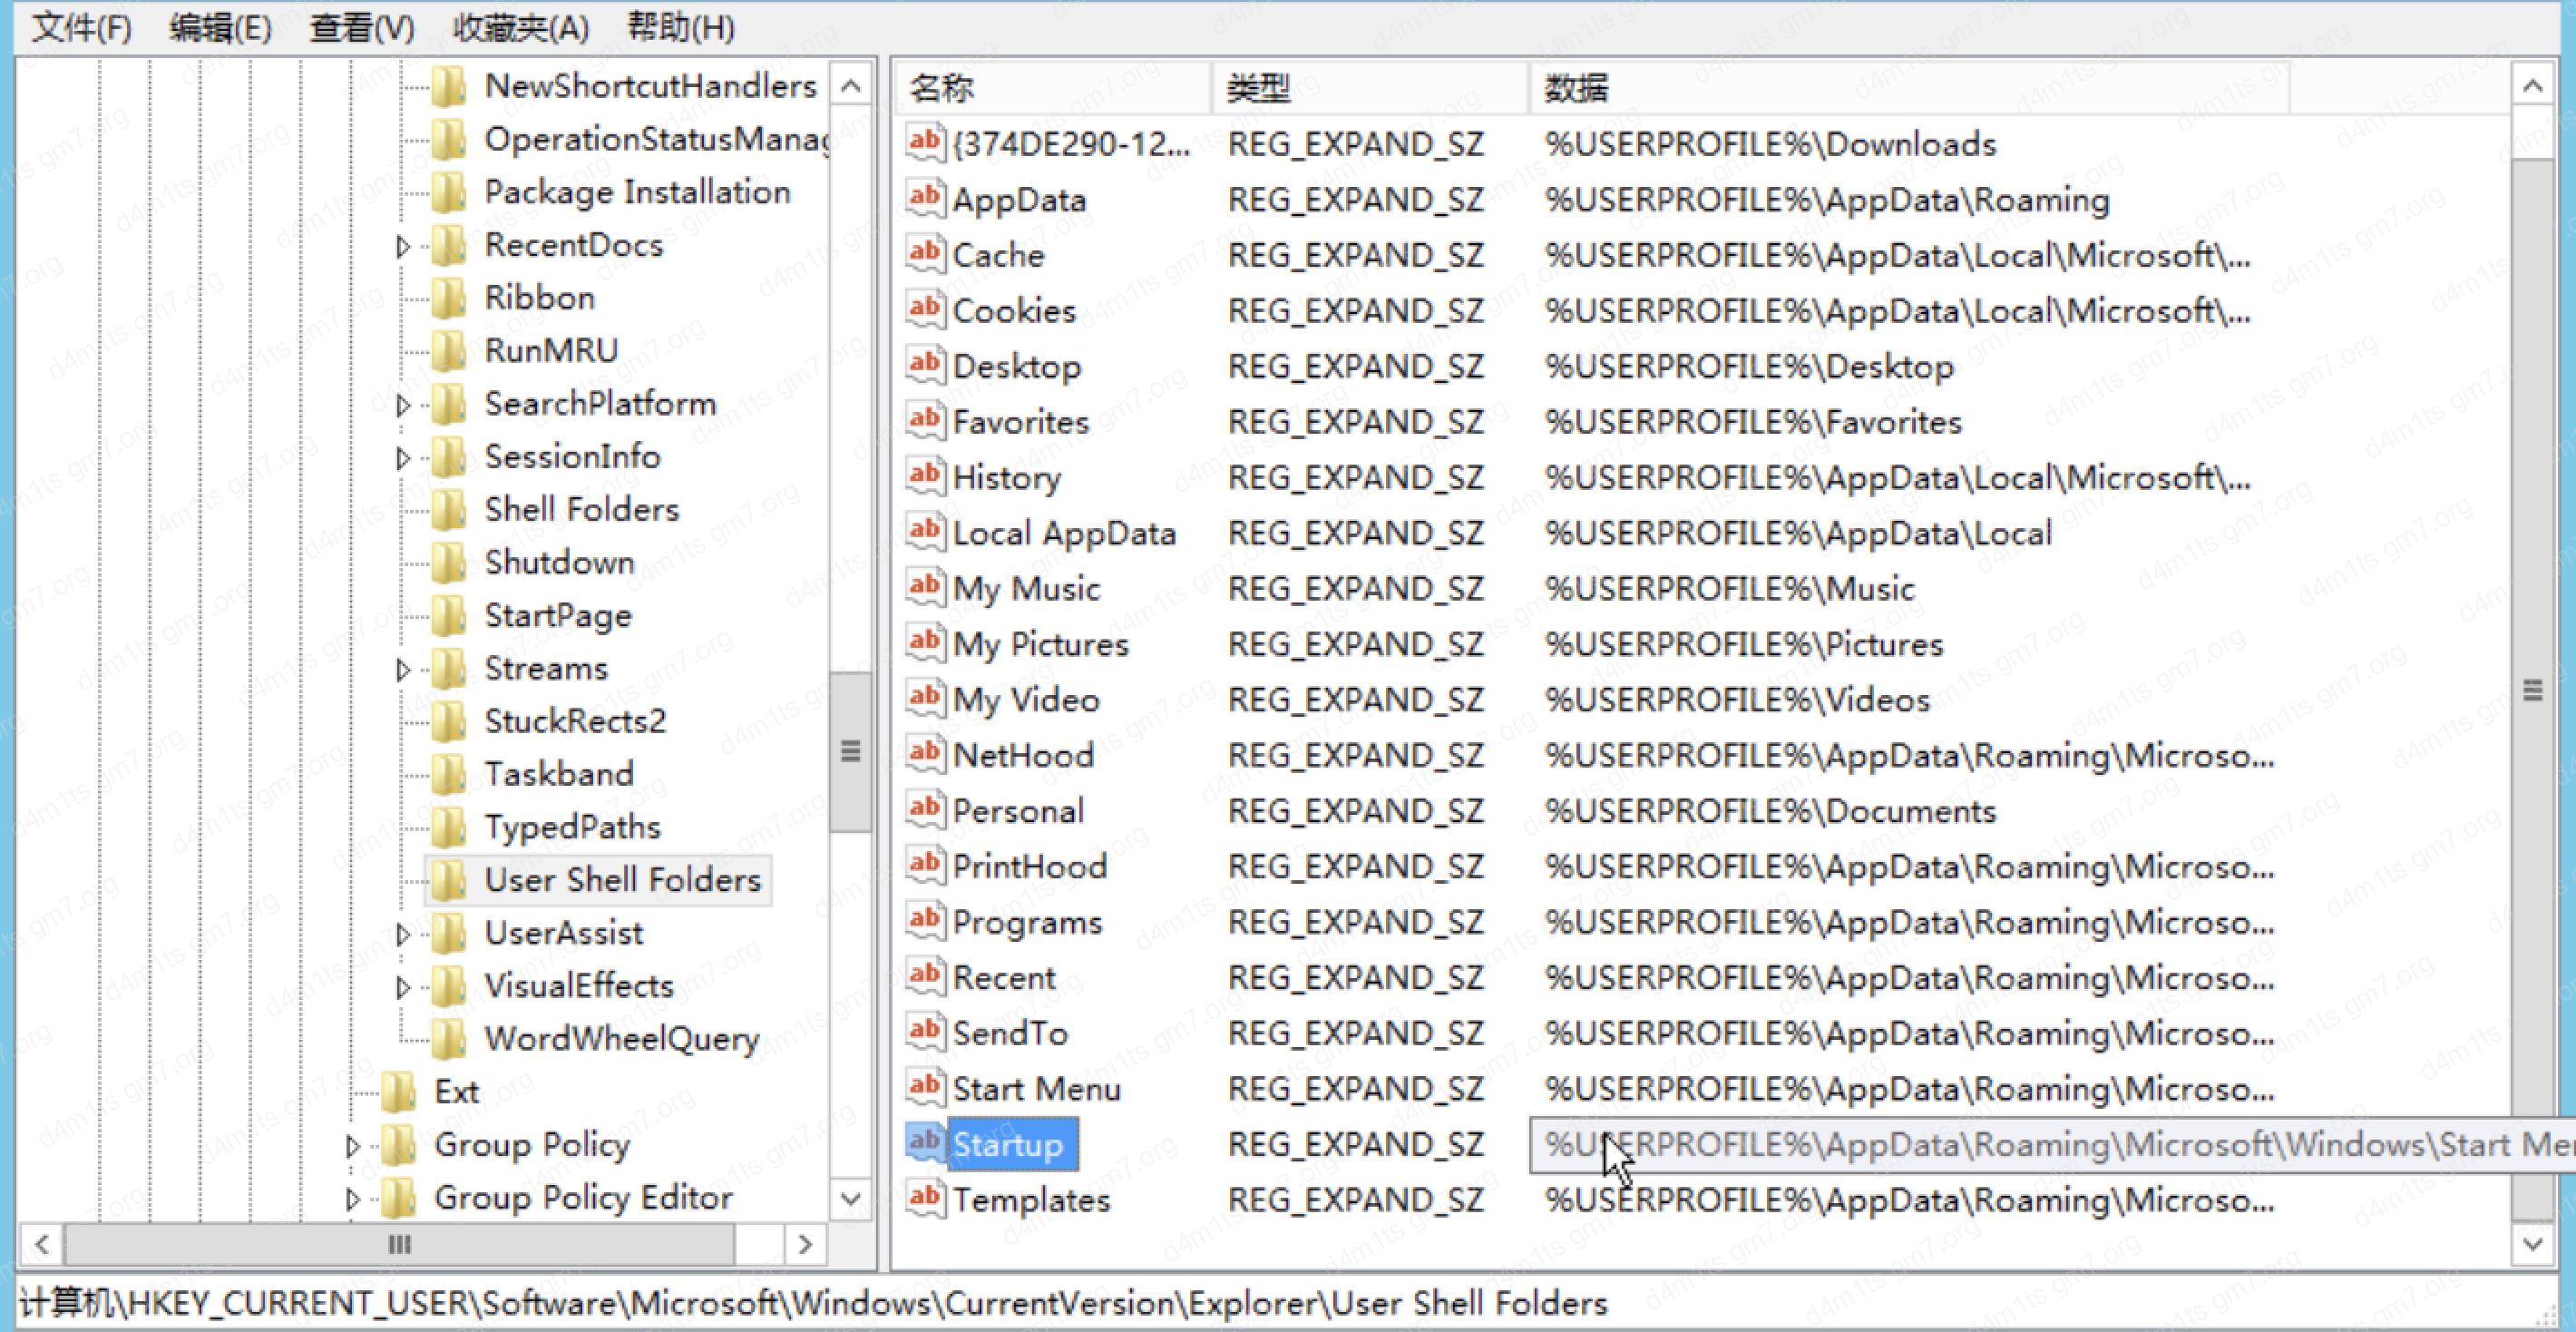 文件(F) 编辑(E) 查看(V) 收藏夹(A) 帮助(H)
NewShortcutHandlers
OperationStatusManag
Package Installation
RecentDocs
Ribbon
RunMRU
SearchPlatform
SessionInfo
Shell Folders
Shutdown
StartPage
Streams
StuckRects2
Taskband
TypedPaths
User Shell Folders
UserAssist
VisualEffects
WordWheelQuery
Ext
Group Policy
Group Policy Editor
名称 类型 数据
{374DE290-12... REG_EXPAND_SZ %USERPROFILE%\Downloads
AppData REG_EXPAND_SZ %USERPROFILE%\AppData\Roaming
Cache REG_EXPAND_SZ %USERPROFILE%\AppData\Local\Microsoft\...
Cookies REG_EXPAND_SZ %USERPROFILE%\AppData\Local\Microsoft\...
Desktop REG_EXPAND_SZ %USERPROFILE%\Desktop
Favorites REG_EXPAND_SZ %USERPROFILE%\Favorites
History REG_EXPAND_SZ %USERPROFILE%\AppData\Local\Microsoft\...
Local AppData REG_EXPAND_SZ %USERPROFILE%\AppData\Local
My Music REG_EXPAND_SZ %USERPROFILE%\Music
My Pictures REG_EXPAND_SZ %USERPROFILE%\Pictures
My Video REG_EXPAND_SZ %USERPROFILE%\Videos
NetHood REG_EXPAND_SZ %USERPROFILE%\AppData\Roaming\Microso...
Personal REG_EXPAND_SZ %USERPROFILE%\Documents
PrintHood REG_EXPAND_SZ %USERPROFILE%\AppData\Roaming\Microso...
Programs REG_EXPAND_SZ %USERPROFILE%\AppData\Roaming\Microso...
Recent REG_EXPAND_SZ %USERPROFILE%\AppData\Roaming\Microso...
SendTo REG_EXPAND_SZ %USERPROFILE%\AppData\Roaming\Microso...
Start Menu REG_EXPAND_SZ %USERPROFILE%\AppData\Roaming\Microso...
Startup REG_EXPAND_SZ %USERPROFILE%\AppData\Roaming\Microsoft\Windows\Start Me
Templates REG_EXPAND_SZ %USERPROFILE%\AppData\Roaming\Microso...
计算机\HKEY_CURRENT_USER\Software\Microsoft\Windows\CurrentVersion\Explorer\User Shell Folders
d4m1ts gm7.org